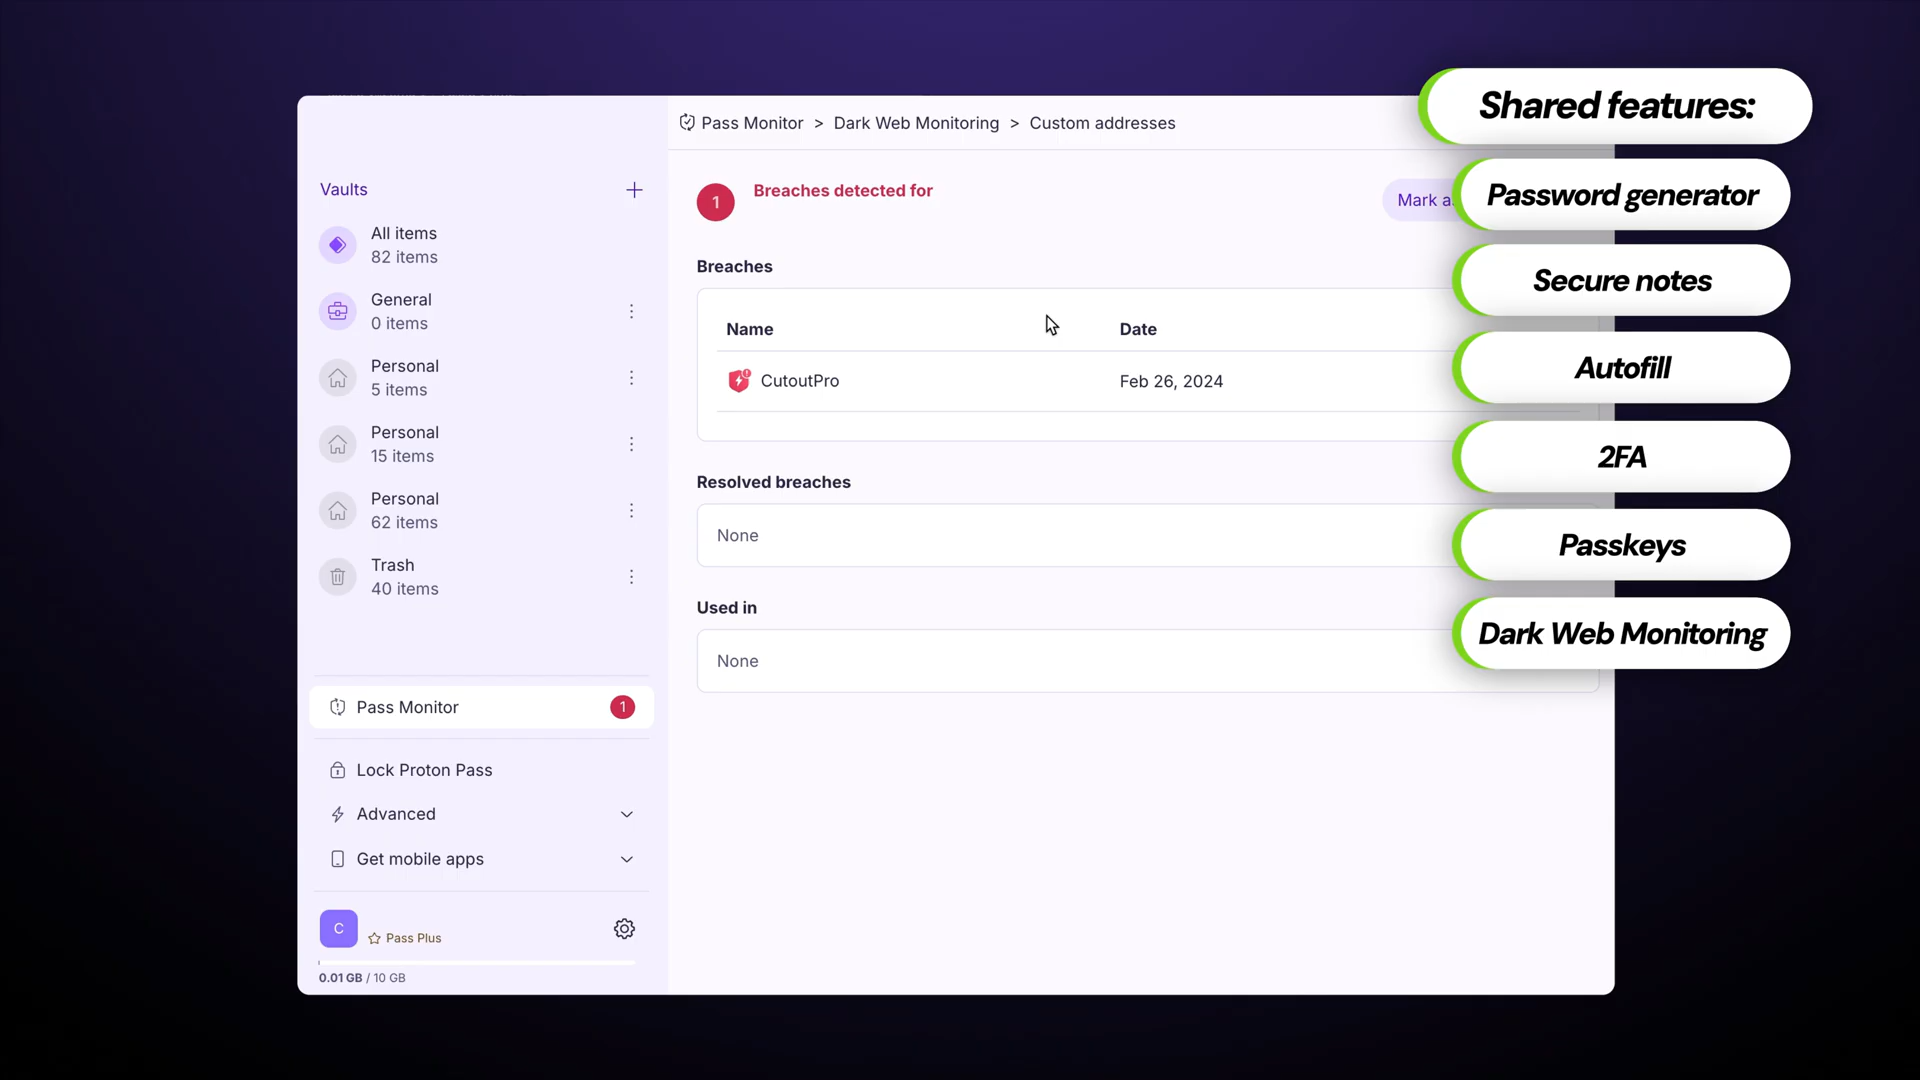 Vaults
All items
82 items
General
0 items
Personal
5 items
Personal
15 items
Personal
62 items
Trash
40 items
Pass Monitor
1
Lock Proton Pass
Advanced
Get mobile apps
C
Pass Plus
0.01 GB / 10 GB
Pass Monitor > Dark Web Monitoring > Custom addresses
1
Breaches detected for
Mark as
Breaches
Name Date
CutoutPro Feb 26, 2024
Resolved breaches
None
Used in
None
Shared features:
Password generator
Secure notes
Autofill
2FA
Passkeys
Dark Web Monitoring